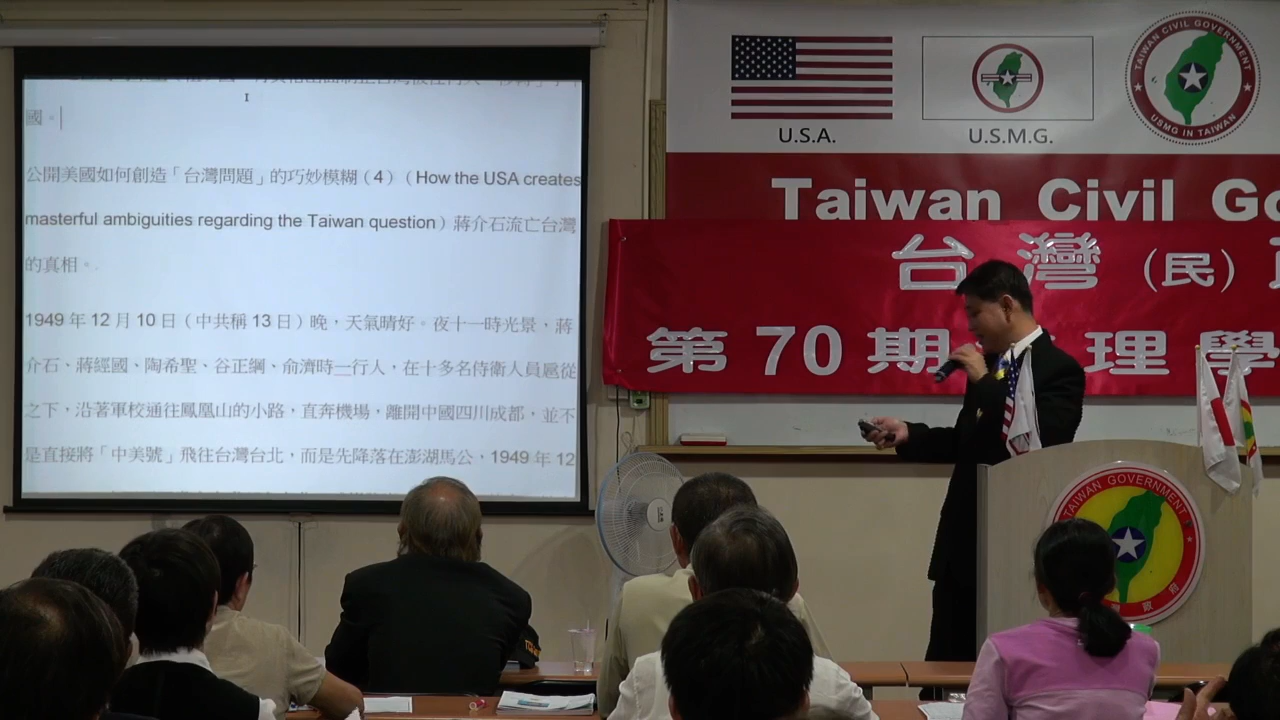 國。
公開美國如何創造「台灣問題」的巧妙模糊（4）（How the USA creates
masterful ambiguities regarding the Taiwan question）蔣介石流亡台灣
的真相。
1949 年 12 月 10 日（中共稱 13 日）晚，天氣晴好。夜十一時光景，蔣
介石、蔣經國、陶希聖、谷正綱、俞濟時一行人，在十多名侍衛人員扈從
之下，沿著軍校通往鳳凰山的小路，直奔機場，離開中國四川成都，並不
是直接將「中美號」飛往台灣台北，而是先降落在澎湖馬公，1949 年 12
U.S.A.
U.S.M.G.
TAIWAN CIVIL GOVERNMENT
USMG IN TAIWAN
Taiwan Civil Go
台灣（民）
第 70 期 理學
TAIWAN GOVERNMENT
政府